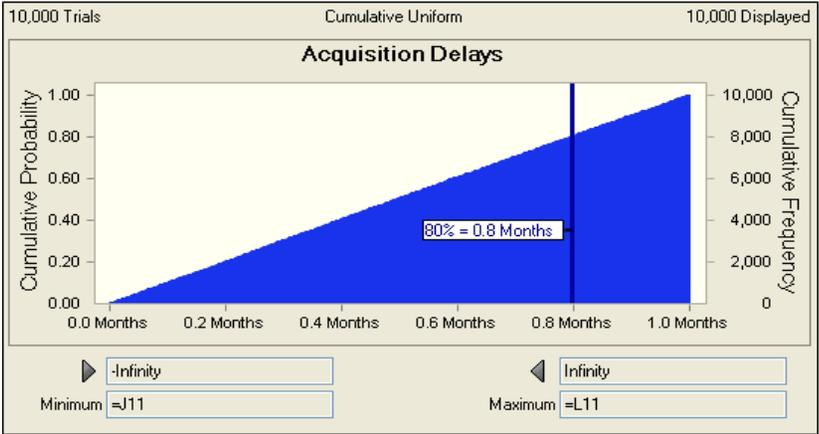 10,000 Trials Cumulative Uniform 10,000 Displayed
Acquisition Delays
Cumulative Probability
1.00
0.80
0.60
0.40
0.20
0.00
80% = 0.8 Months
10,000
8,000
6,000
4,000
2,000
0
Cumulative Frequency
0.0 Months 0.2 Months 0.4 Months 0.6 Months 0.8 Months 1.0 Months
-Infinity Infinity
Minimum =J11 Maximum =L11